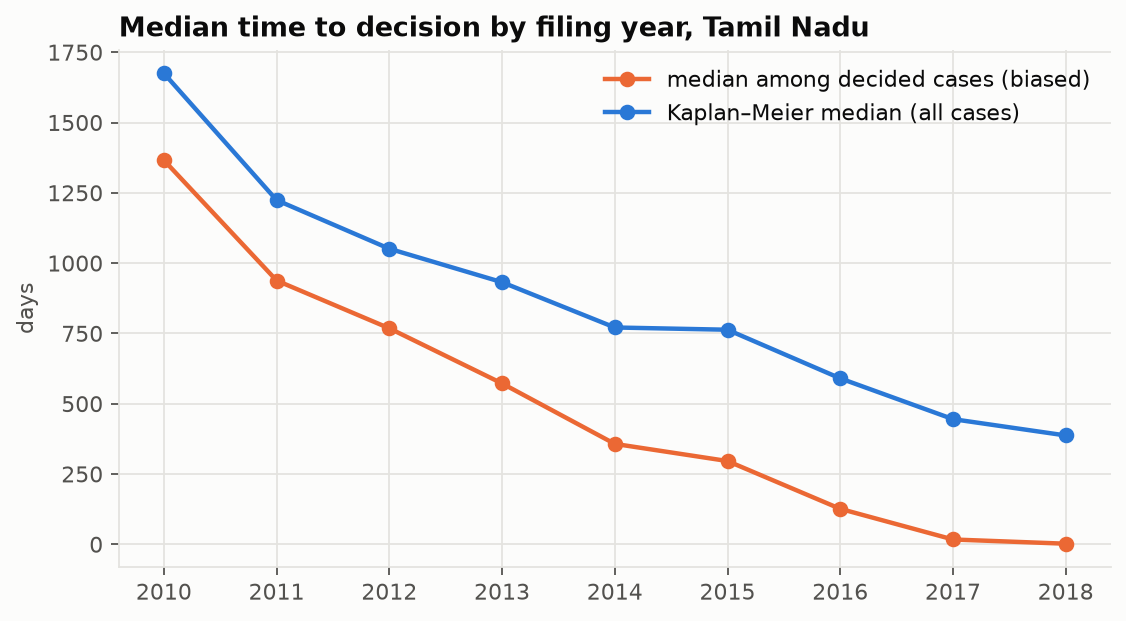 Median time to decision by filing year, Tamil Nadu
median among decided cases (biased)
Kaplan–Meier median (all cases)
days
1750
1500
1250
1000
750
500
250
0
2010 2011 2012 2013 2014 2015 2016 2017 2018